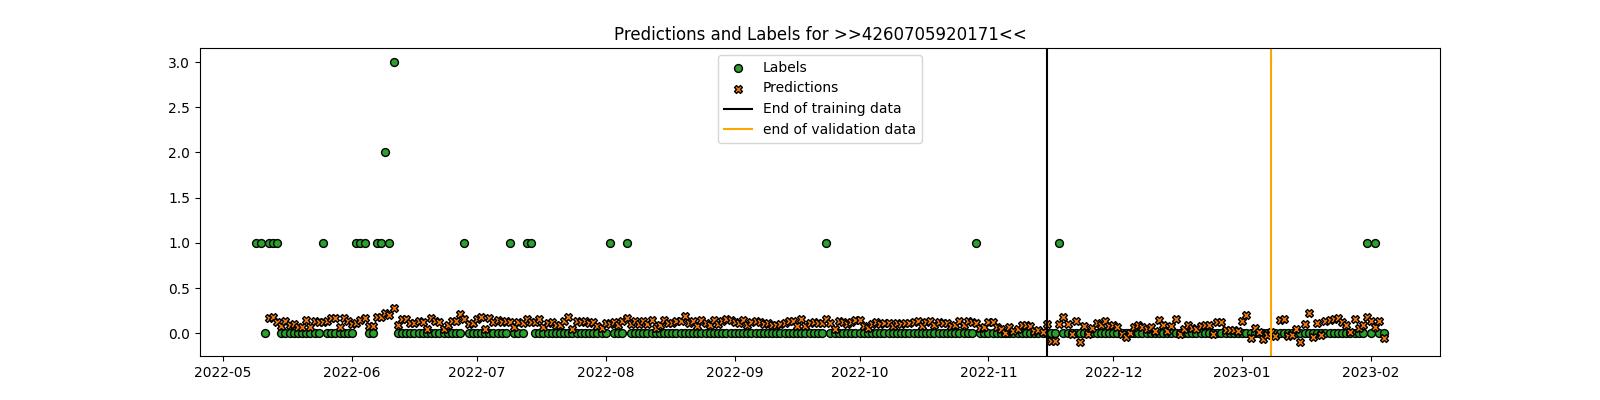 Predictions and Labels for >>4260705920171<<
Labels
Predictions
End of training data
end of validation data
3.0
2.5
2.0
1.5
1.0
0.5
0.0
2022-05 2022-06 2022-07 2022-08 2022-09 2022-10 2022-11 2022-12 2023-01 2023-02